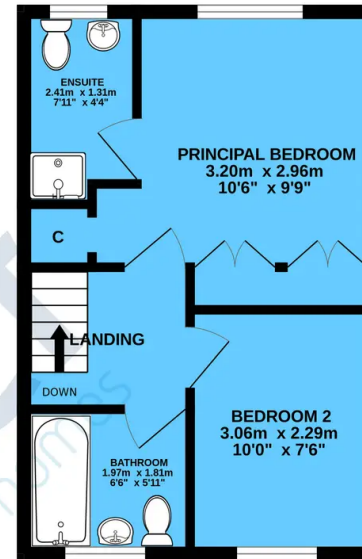 ENSUITE
2.41m x 1.31m
7'11" x 4'4"
PRINCIPAL BEDROOM
3.20m x 2.96m
10'6" x 9'9"
C
LANDING
DOWN
BATHROOM
1.97m x 1.81m
6'6" x 5'11"
BEDROOM 2
3.06m x 2.29m
10'0" x 7'6"
homes